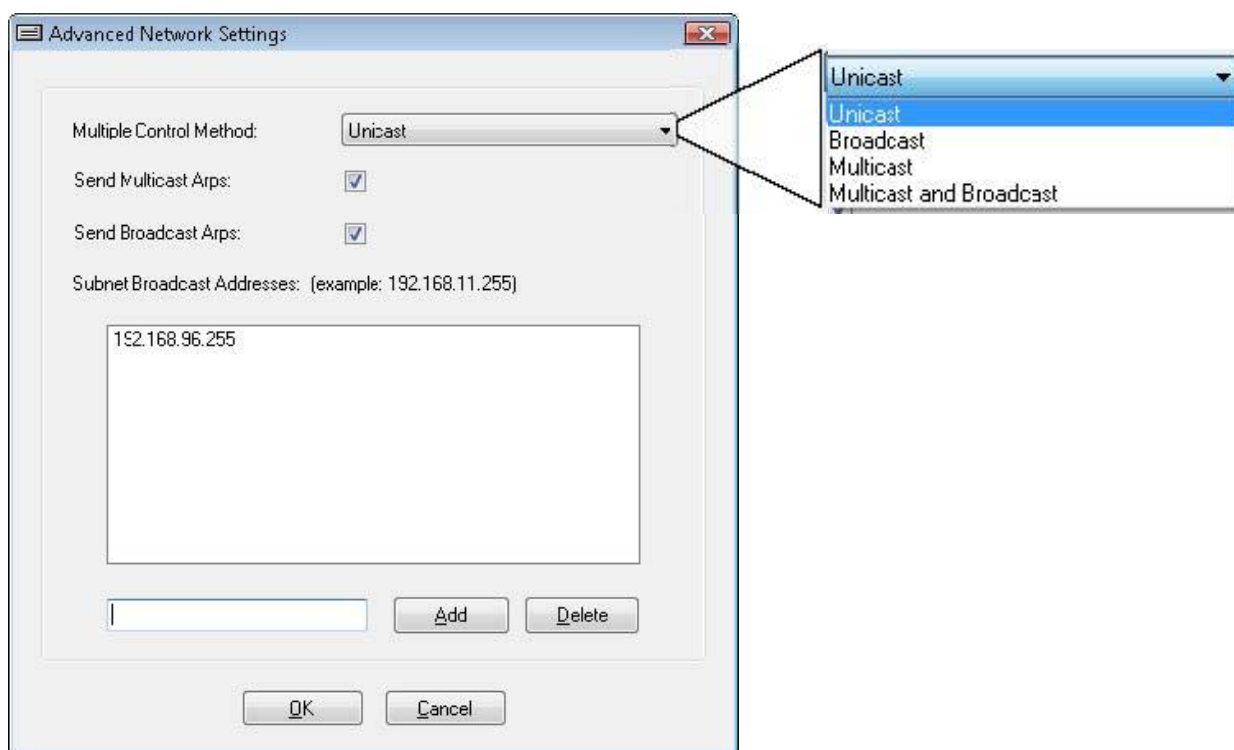 Advanced Network Settings
Multiple Control Method:
Unicast
Send Multicast Arps:
Send Broadcast Arps:
Subnet Broadcast Addresses: (example: 192.168.11.255)
192.168.96.255
Add
Delete
OK
Cancel
Unicast
Unicast
Broadcast
Multicast
Multicast and Broadcast